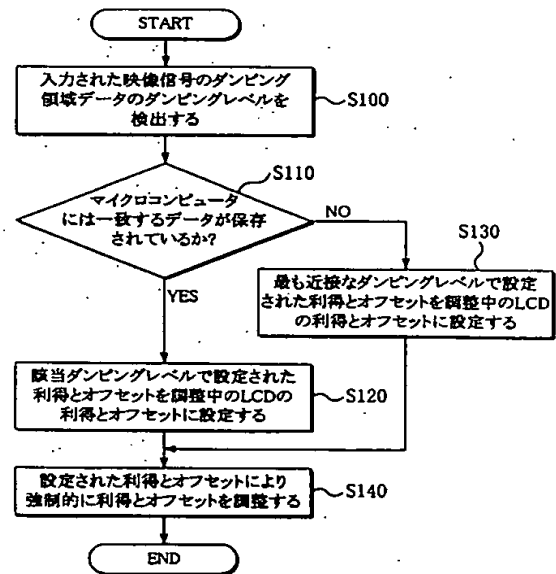 START
入力された映像信号のダンピング
領域データのダンピングレベルを
検出する
S100
マイクロコンピュータ
には一致するデータが保存
されているか?
S110
NO
YES
S130
最も近接なダンピングレベルで設定
された利得とオフセットを調整中のLCD
の利得とオフセットに設定する
該当ダンピングレベルで設定された
利得とオフセットを調整中のLCDの
利得とオフセットに設定する
S120
設定された利得とオフセットにより
強制的に利得とオフセットを調整する
S140
END